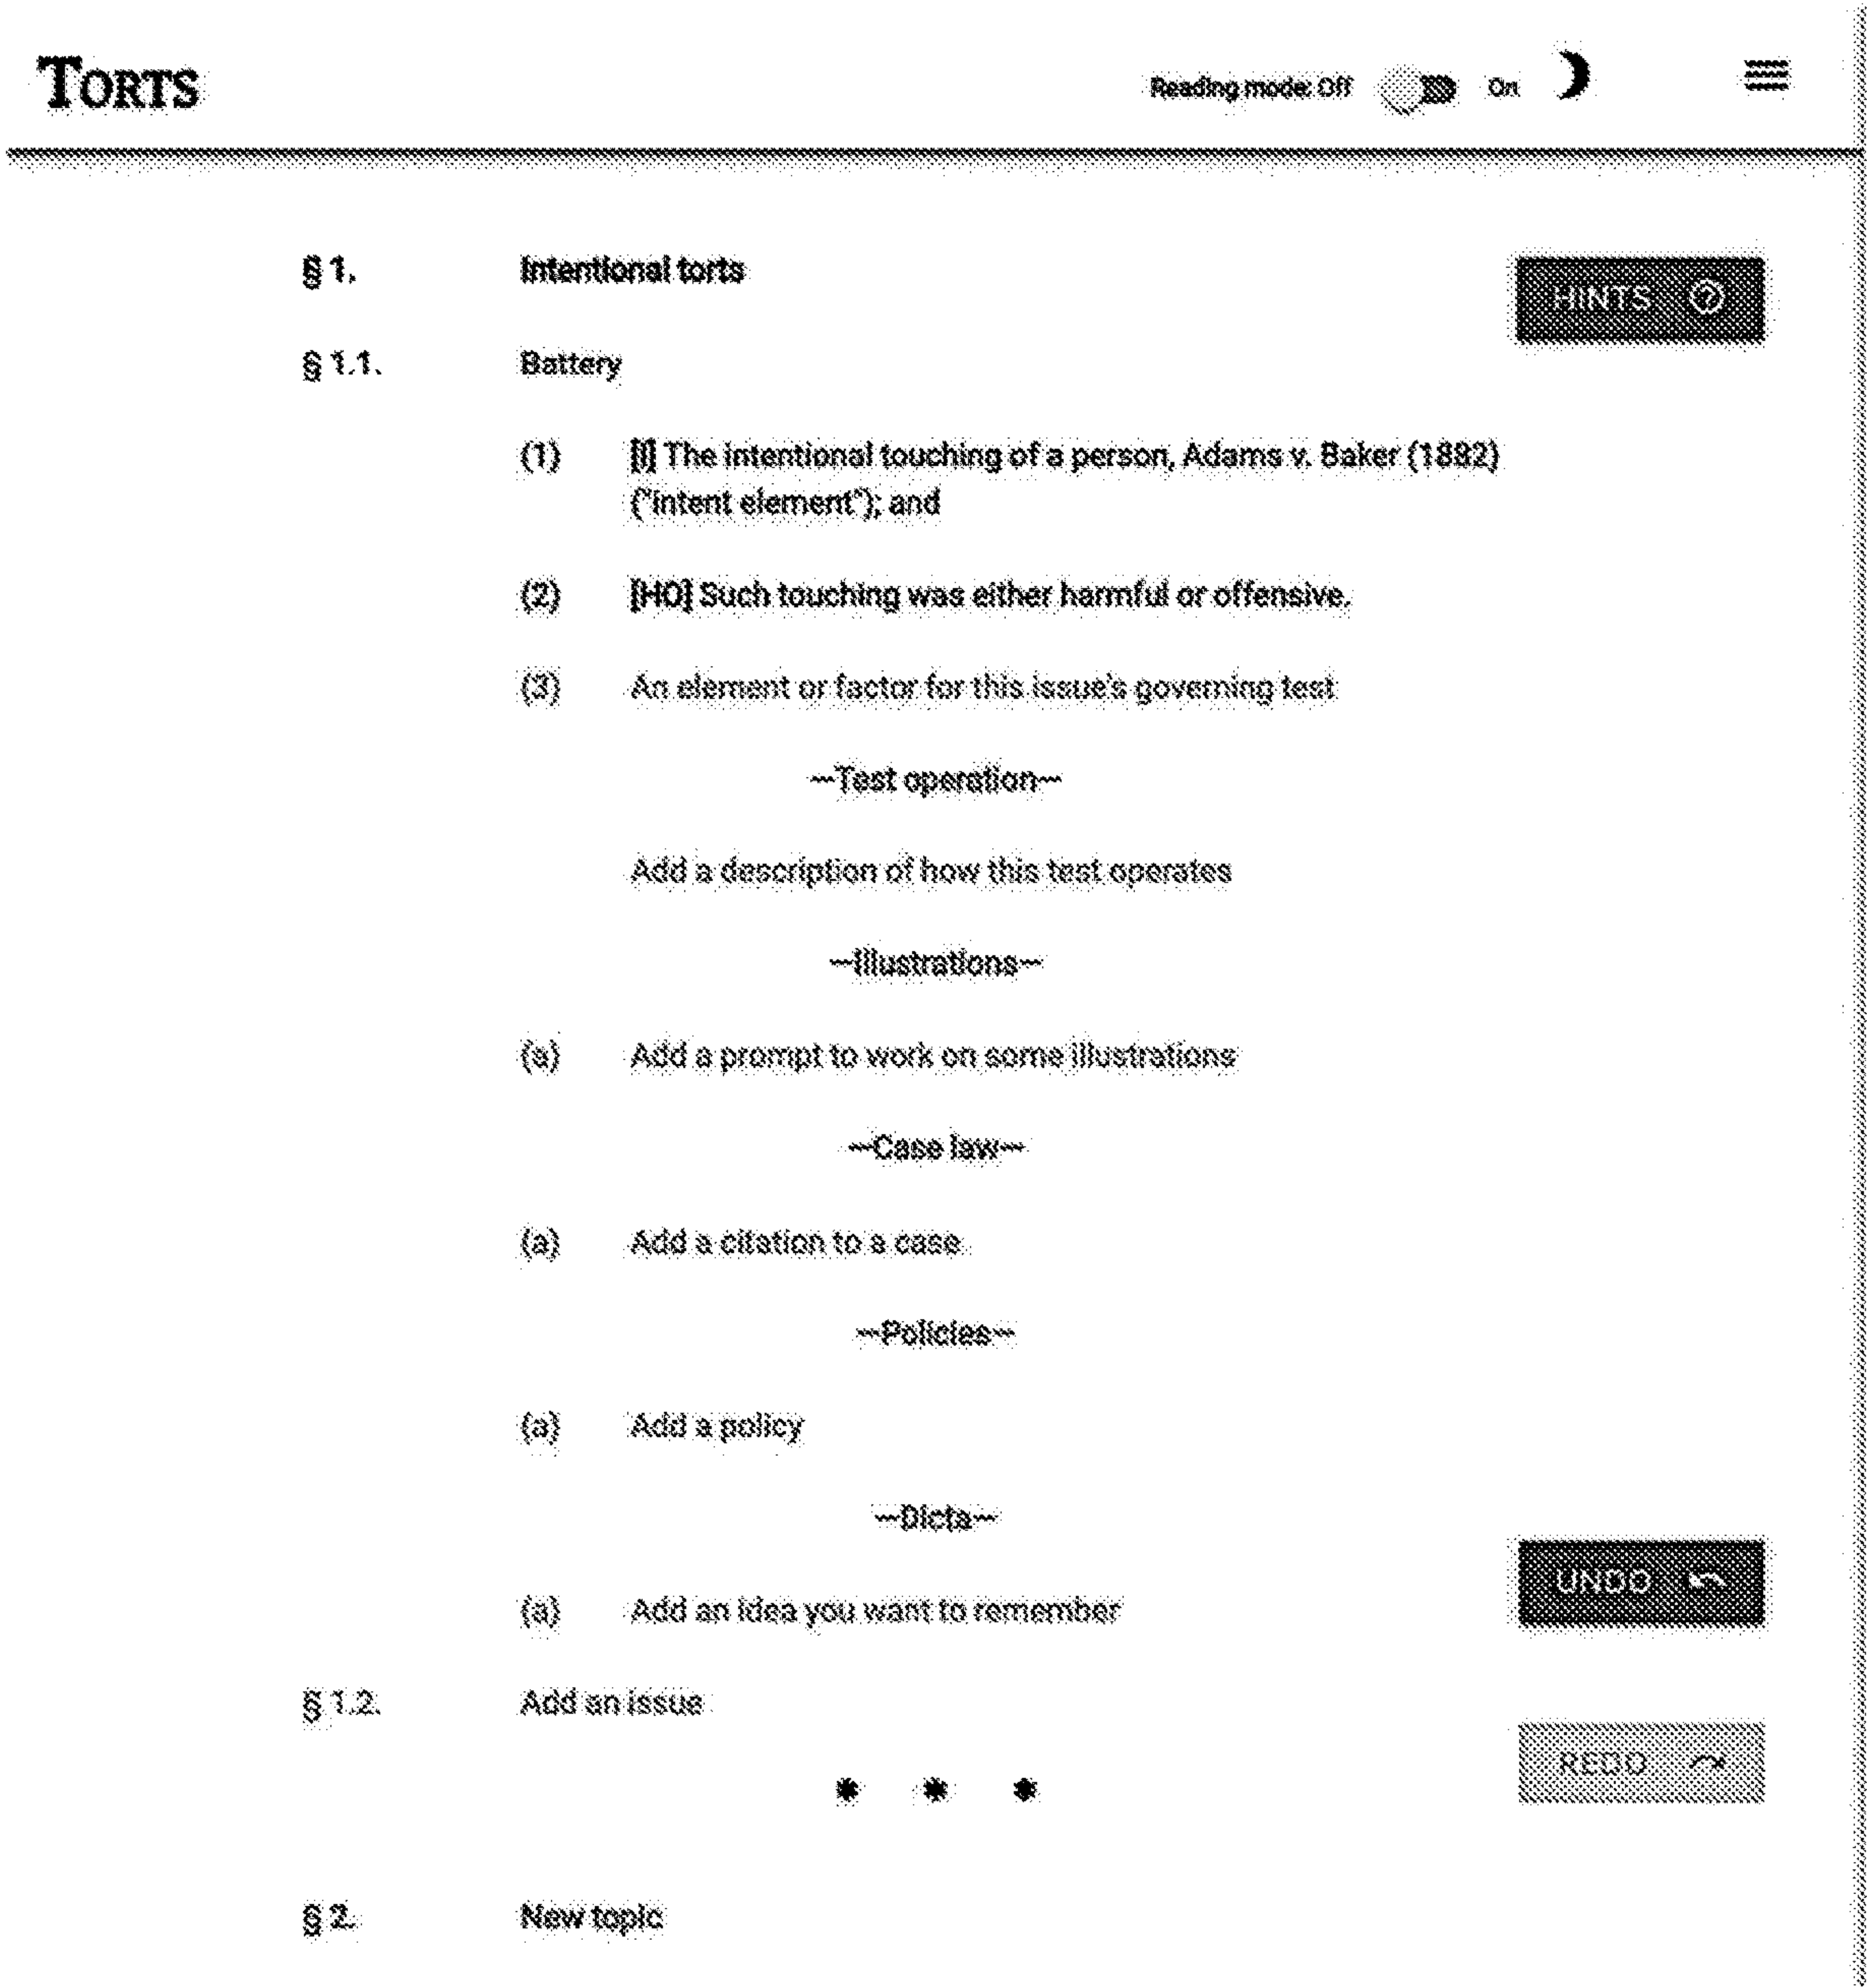 TORTS
Reading mode: Off On
§ 1. Intentional torts
HINTS
§ 1.1. Battery
(1) [I] The intentional touching of a person, Adams v. Baker (1882)
("intent element"); and
(2) [HO] Such touching was either harmful or offensive.
(3) An element or factor for this issue's governing test
—Test operation—
Add a description of how this test operates
—Illustrations—
(a) Add a prompt to work on some illustrations
—Case law—
(a) Add a citation to a case
—Policies—
(a) Add a policy
—Dicta—
UNDO
(a) Add an idea you want to remember
§ 1.2. Add an issue
REDO
* * *
§ 2. New topic